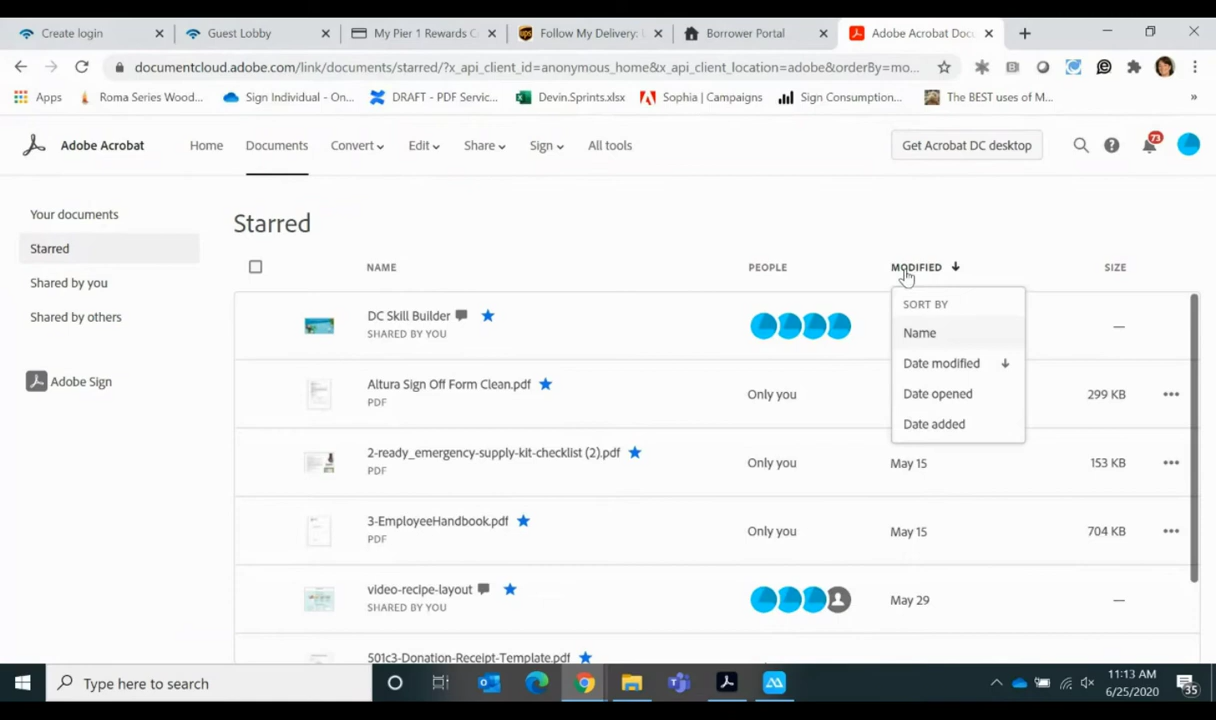 Create login
Guest Lobby
My Pier 1 Rewards C
Follow My Delivery:
Borrower Portal
Adobe Acrobat Docu
documentcloud.adobe.com/link/documents/starred/?x_api_client_id=anonymous_home&x_api_client_location=adobe&orderBy=mo...
Apps
Roma Series Wood...
Sign Individual - On...
DRAFT - PDF Servic...
Devin.Sprints.xlsx
Sophia | Campaigns
Sign Consumption...
The BEST uses of M...
»
Adobe Acrobat
Home
Documents
Convert
Edit
Share
Sign
All tools
Get Acrobat DC desktop
73
Your documents
Starred
Shared by you
Shared by others
Adobe Sign
Starred
NAME
PEOPLE
MODIFIED
SIZE
SORT BY
Name
Date modified
Date opened
Date added
DC Skill Builder
SHARED BY YOU
—
Altura Sign Off Form Clean.pdf
PDF
Only you
299 KB
2-ready_emergency-supply-kit-checklist (2).pdf
PDF
Only you
May 15
153 KB
3-EmployeeHandbook.pdf
PDF
Only you
May 15
704 KB
video-recipe-layout
SHARED BY YOU
May 29
—
501c3-Donation-Receipt-Template.pdf
Type here to search
11:13 AM
6/25/2020
35